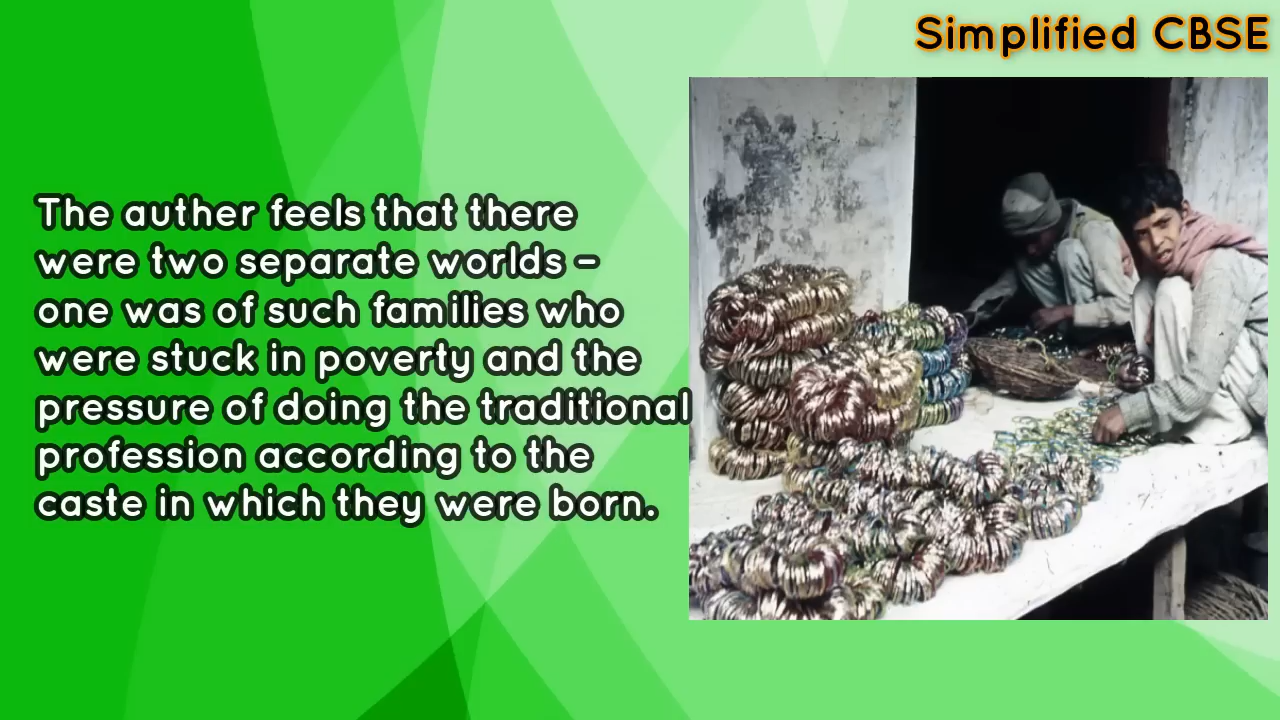 Simplified CBSE
The auther feels that there
were two separate worlds –
one was of such families who
were stuck in poverty and the
pressure of doing the traditional
profession according to the
caste in which they were born.